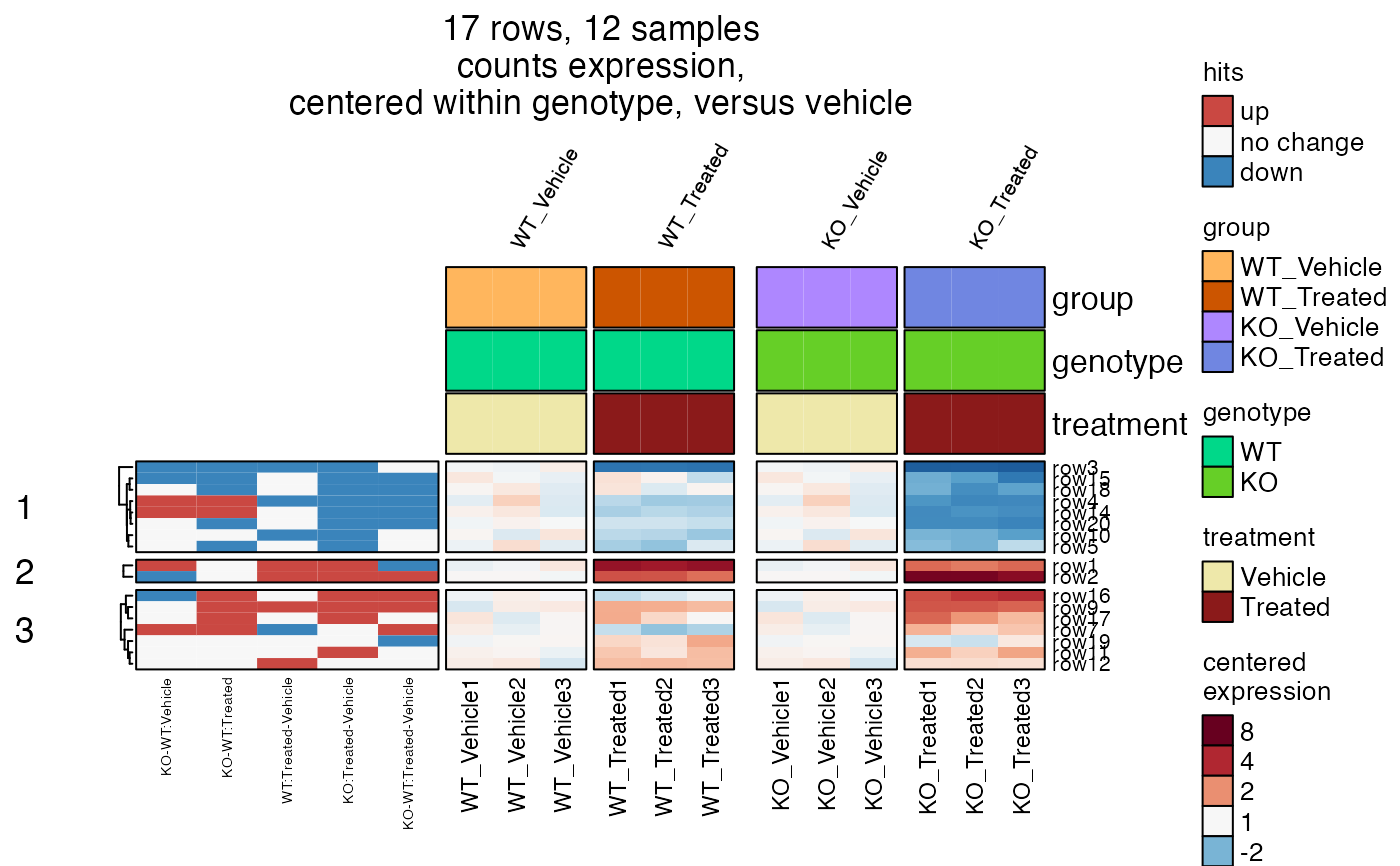 17 rows, 12 samples
counts expression,
centered within genotype, versus vehicle
WT_Vehicle
WT_Treated
KO_Vehicle
KO_Treated
group
genotype
treatment
1
2
3
row3
row15
row18
row4
row14
row20
row10
row5
row1
row2
row16
row9
row17
row7
row19
row11
row12
KO-WT:Vehicle
KO-WT:Treated
WT:Treated-Vehicle
KO:Treated-Vehicle
KO-WT:Treated-Vehicle
WT_Vehicle1
WT_Vehicle2
WT_Vehicle3
WT_Treated1
WT_Treated2
WT_Treated3
KO_Vehicle1
KO_Vehicle2
KO_Vehicle3
KO_Treated1
KO_Treated2
KO_Treated3
hits
up
no change
down
group
WT_Vehicle
WT_Treated
KO_Vehicle
KO_Treated
genotype
WT
KO
treatment
Vehicle
Treated
centered
expression
8
4
2
1
-2